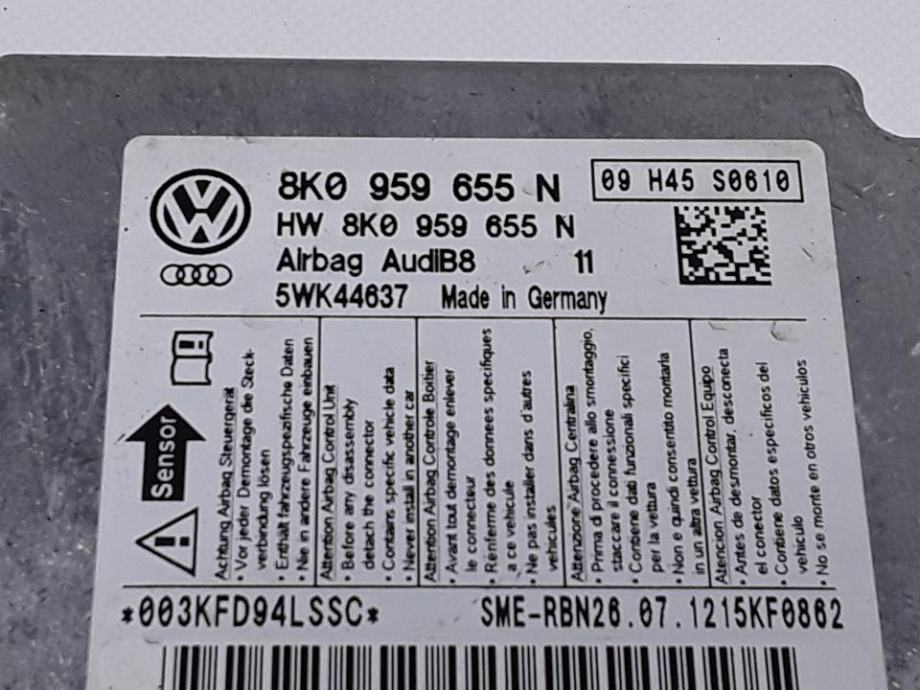 8K0 959 655 N
09 H45 S0610
HW 8K0 959 655 N
Airbag AudiB8 11
5WK44637 Made in Germany
Sensor
Achtung Airbag Steuergerät
• Vor jeder Demontage die Steck-
verbindung lösen
• Enthält fahrzeugspezifische Daten
• Nie in andere Fahrzeuge einbauen
Attention Airbag Control Unit
• Before any disassembly
detach the connector
• Contains specific vehicle data
• Never install in another car
Attention Airbag Controle Boitier
• Avant tout demontage enlever
le connecteur
• Renferme des donnees specifiques
a ce vehicule
• Ne pas installer dans d'autres
vehicules
Attenzione Airbag Centralina
• Prima di procedere allo smontaggio,
staccare il connessione
• Contiene dati funzionali specifici
per la vettura
• Non e quindi consentito montarla
in un altra vettura
Atencion Airbag Control Equipo
• Antes de desmontar, desconecta
el conector
• Contiene datos especificos del
vehiculo
• No se monte en otros vehiculos
*003KFD94LSSC*
SME-RBN26.07.1215KF0862